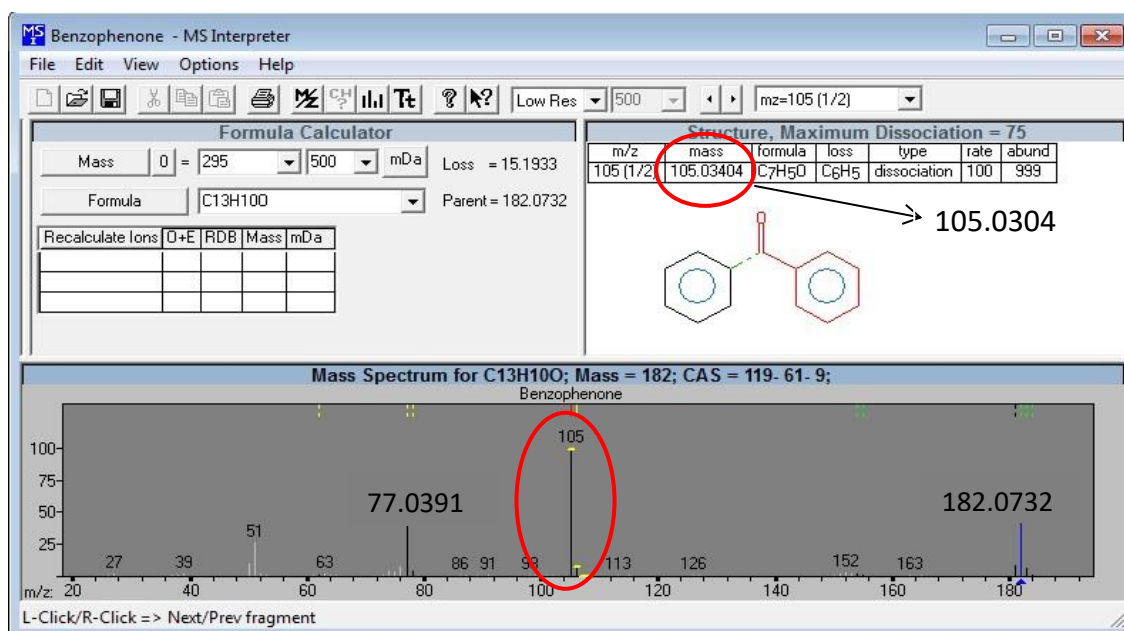 Benzophenone - MS Interpreter
File Edit View Options Help
Low Res 500 mz=105 (1/2)
Formula Calculator
Mass 0 = 295 500 mDa Loss = 15.1933
Formula C13H10O Parent = 182.0732
Recalculate Ions O+E RDB Mass mDa
Structure, Maximum Dissociation = 75
m/z mass formula loss type rate abund
105 (1/2) 105.03404 C7H5O C6H5 dissociation 100 999
105.0304
O
Mass Spectrum for C13H10O; Mass = 182; CAS = 119- 61- 9;
Benzophenone
105
100-
75-
77.0391 182.0732
50-
51
25-
27 39 63 86 91 98 113 126 152 163
m/z: 20 40 60 80 100 120 140 160 180
L-Click/R-Click => Next/Prev fragment